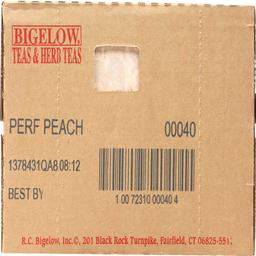 BIGELOW.
TEAS & HERB TEAS
PERF PEACH 00040
1378431QA8.08:12
BEST BY
1 00 72310 00040 4
R.C. Bigelow, Inc.©, 201 Black Rock Turnpike, Fairfield, CT 06825-5512